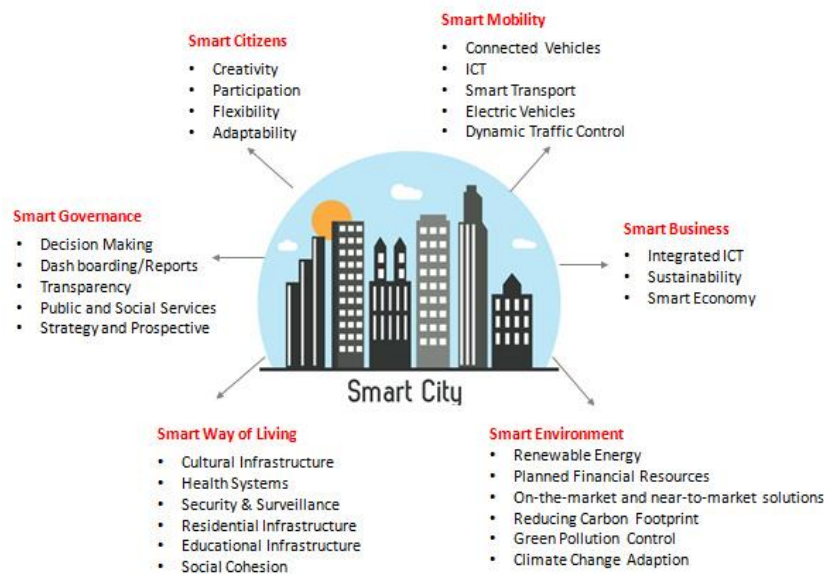 Smart Citizens
• Creativity
• Participation
• Flexibility
• Adaptability
Smart Mobility
• Connected Vehicles
• ICT
• Smart Transport
• Electric Vehicles
• Dynamic Traffic Control
Smart Governance
• Decision Making
• Dash boarding/Reports
• Transparency
• Public and Social Services
• Strategy and Prospective
Smart Business
• Integrated ICT
• Sustainability
• Smart Economy
Smart City
Smart Way of Living
• Cultural Infrastructure
• Health Systems
• Security & Surveillance
• Residential Infrastructure
• Educational Infrastructure
• Social Cohesion
Smart Environment
• Renewable Energy
• Planned Financial Resources
• On-the-market and near-to-market solutions
• Reducing Carbon Footprint
• Green Pollution Control
• Climate Change Adaption